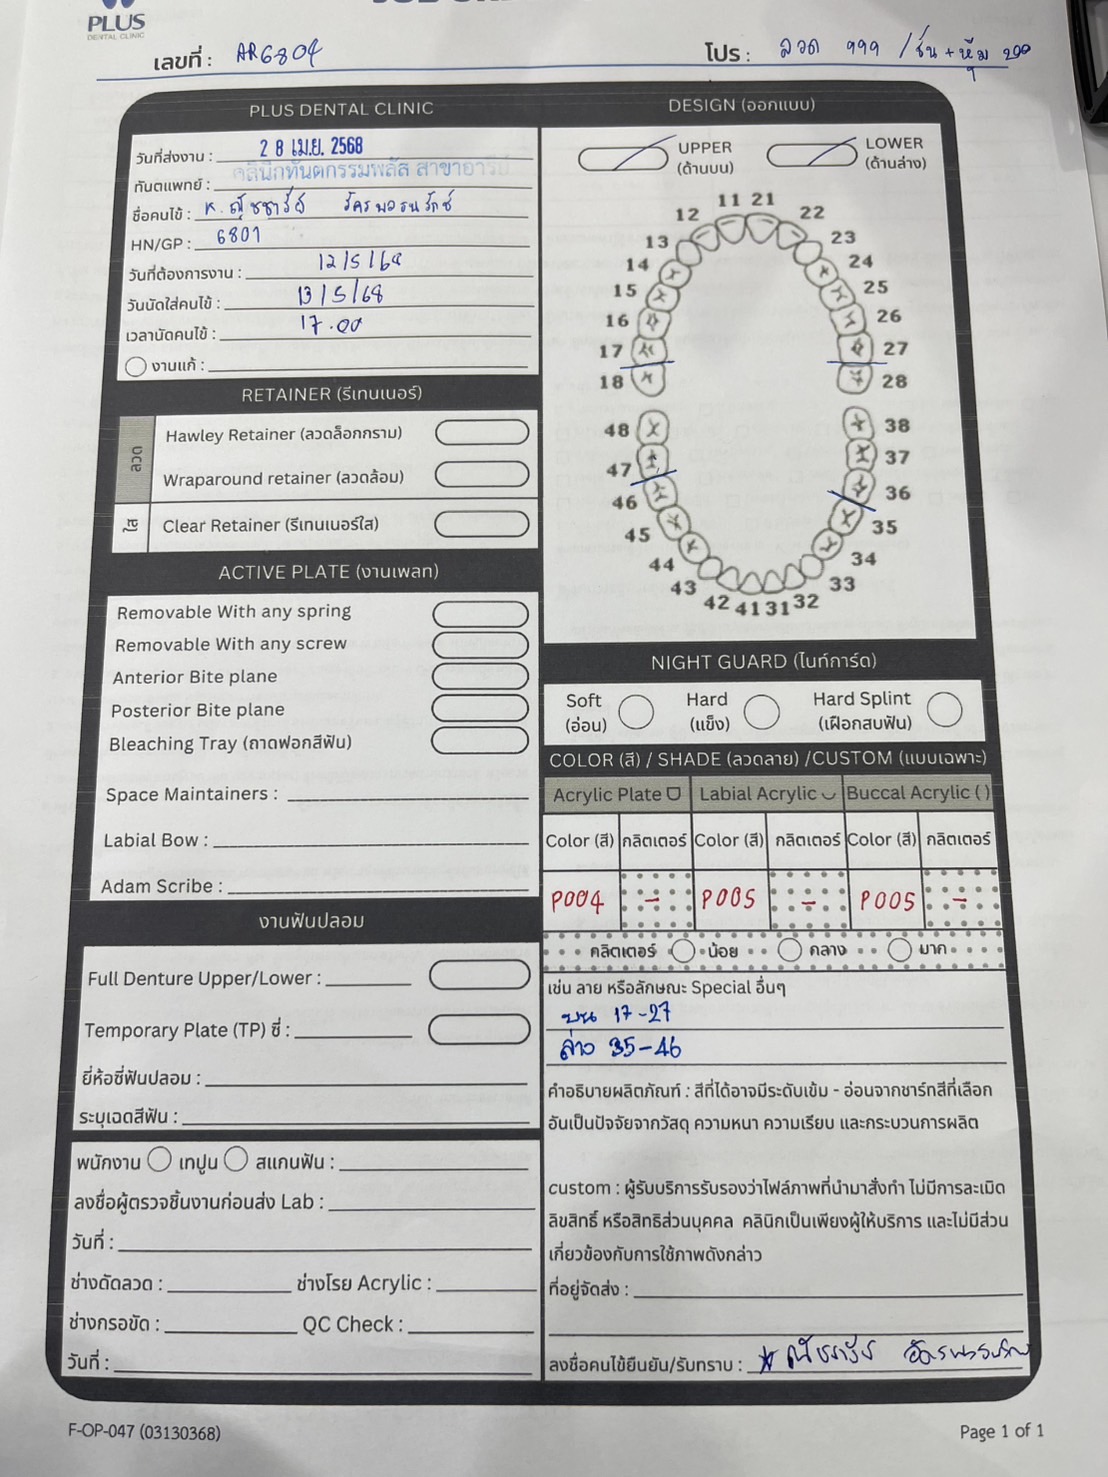 PLUS
DENTAL CLINIC
เลขที่ : AR6804
โปร : ลวด 999 / ชิ้น + หุ้ม 200
PLUS DENTAL CLINIC
วันที่ส่งงาน : 28 เม.ย. 2568
ทันตแพทย์ : คลินิกทันตกรรมพลัส สาขาอารีย์
ชื่อคนไข้ :
HN/GP : 6801
วันที่ต้องการงาน : 12/5/68
วันนัดใส่คนไข้ : 13/5/68
เวลานัดคนไข้ : 17.00
งานแก้ :
RETAINER (รีเทนเนอร์)
ลวด
Hawley Retainer (ลวดล็อกกราม)
Wraparound retainer (ลวดล้อม)
ใส
Clear Retainer (รีเทนเนอร์ใส)
ACTIVE PLATE (งานเพลท)
Removable With any spring
Removable With any screw
Anterior Bite plane
Posterior Bite plane
Bleaching Tray (ถาดฟอกสีฟัน)
Space Maintainers :
Labial Bow :
Adam Scribe :
งานฟันปลอม
Full Denture Upper/Lower :
Temporary Plate (TP) ซี่ :
ยี่ห้อซี่ฟันปลอม :
ระบุเฉดสีฟัน :
พนักงาน เทปูน สแกนฟัน :
ลงชื่อผู้ตรวจชิ้นงานก่อนส่ง Lab :
วันที่ :
ช่างดัดลวด : ช่างโรย Acrylic :
ช่างกรอขัด : QC Check :
วันที่ :
DESIGN (ออกแบบ)
UPPER
(ด้านบน)
LOWER
(ด้านล่าง)
11 21
12 22
13 23
14 24
15 25
16 26
17 27
18 28
48 38
47 37
46 36
45 35
44 34
43 33
42 41 31 32
NIGHT GUARD (ไนท์การ์ด)
Soft
(อ่อน)
Hard
(แข็ง)
Hard Splint
(เฝือกสบฟัน)
COLOR (สี) / SHADE (ลวดลาย) /CUSTOM (แบบเฉพาะ)
Acrylic Plate Labial Acrylic Buccal Acrylic ( )
Color (สี) กลิตเตอร์ Color (สี) กลิตเตอร์ Color (สี) กลิตเตอร์
P004 - P005 - P005 -
กลิตเตอร์ น้อย กลาง มาก
เช่น ลาย หรือลักษณะ Special อื่นๆ
บน 17-27
ล่าง 35-46
คำอธิบายผลิตภัณฑ์ : สีที่ได้อาจมีระดับเข้ม - อ่อนจากชาร์ทสีที่เลือก
อันเป็นปัจจัยจากวัสดุ ความหนา ความเรียบ และกระบวนการผลิต
custom : ผู้รับบริการรับรองว่าไฟล์ภาพที่นำมาสั่งทำ ไม่มีการละเมิด
ลิขสิทธิ์ หรือสิทธิส่วนบุคคล คลินิกเป็นเพียงผู้ให้บริการ และไม่มีส่วน
เกี่ยวข้องกับการใช้ภาพดังกล่าว
ที่อยู่จัดส่ง :
ลงชื่อคนไข้ยืนยัน/รับทราบ :
F-OP-047 (03130368)
Page 1 of 1